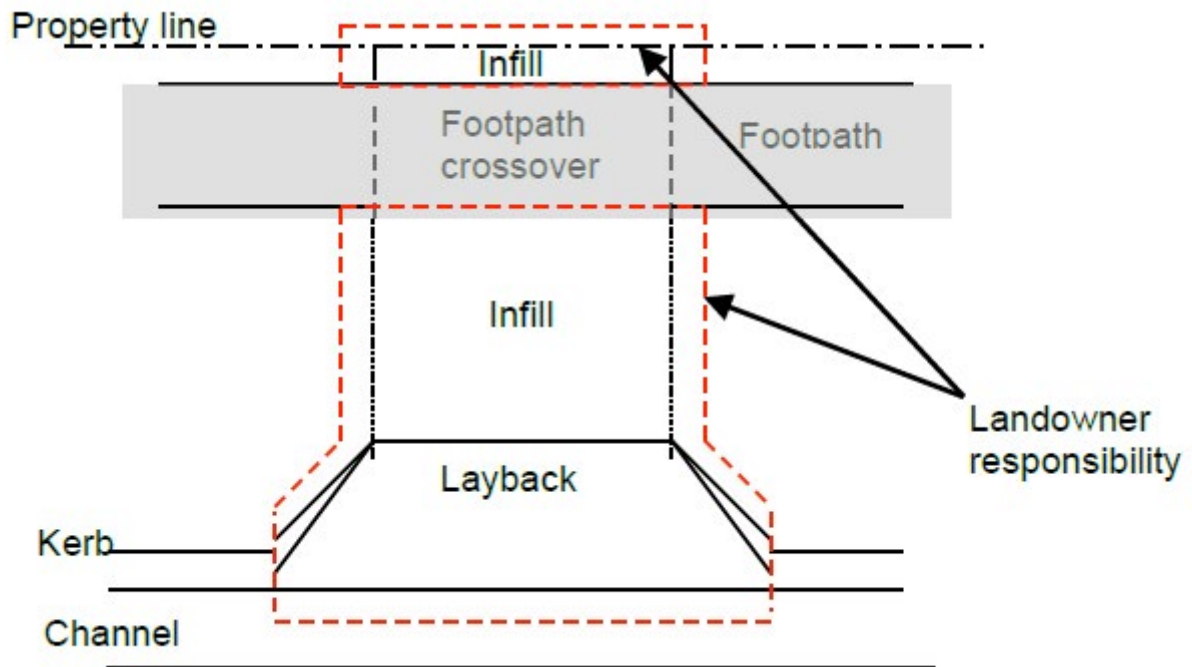 Property line
Infill
Footpath
crossover
Footpath
Infill
Landowner
responsibility
Layback
Kerb
Channel